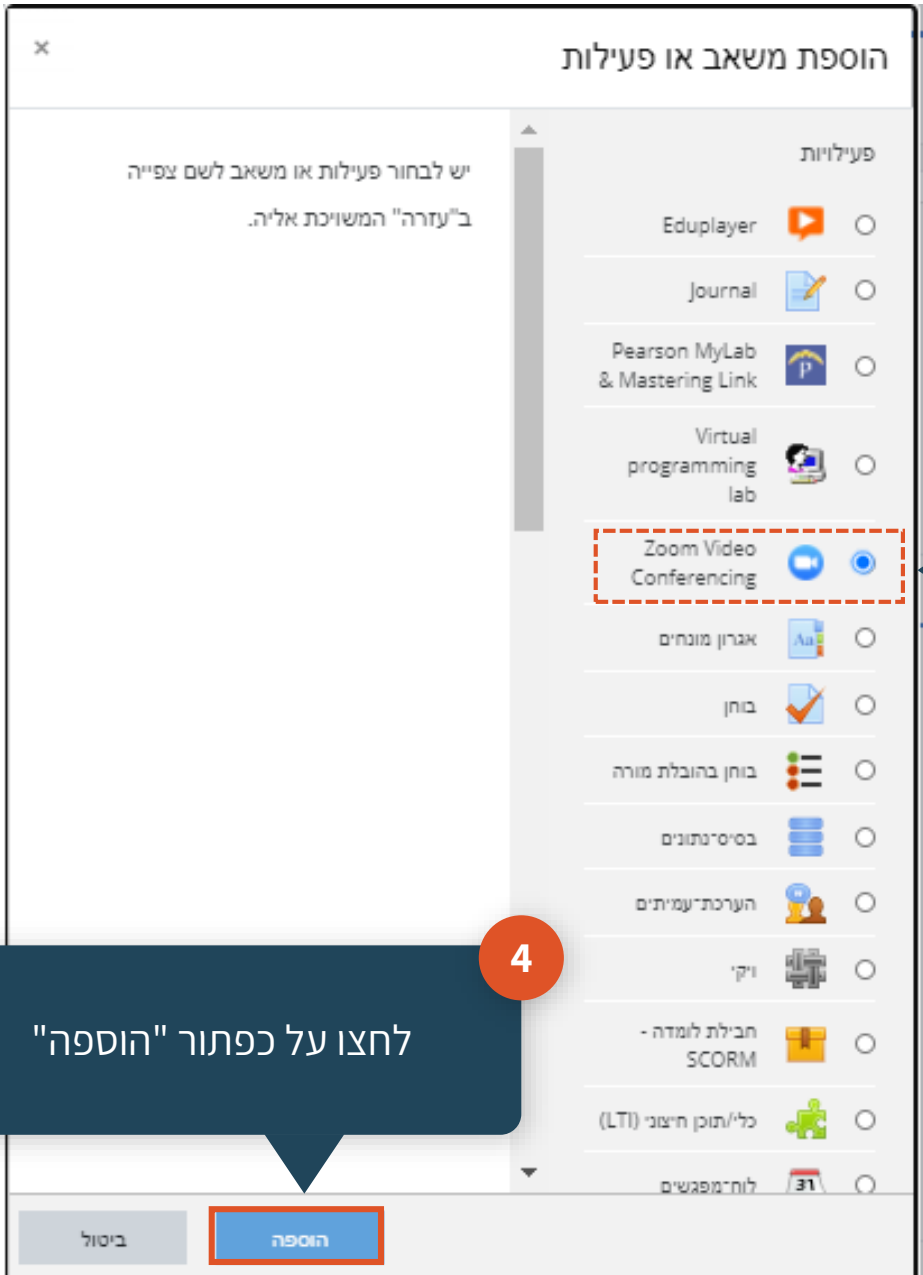 הוספת משאב או פעילות
×
פעילויות
Eduplayer
Journal
Pearson MyLab
& Mastering Link
Virtual
programming
lab
Zoom Video
Conferencing
אגרון מונחים
בוחן
בוחן בהובלת מורה
בסיס־נתונים
הערכת־עמיתים
ויקי
חבילת לומדה -
SCORM
כלי/תוכן חיצוני (LTI)
לוח־מפגשים
יש לבחור פעילות או משאב לשם צפייה
ב"עזרה" המשויכת אליה.
4
לחצו על כפתור "הוספה"
הוספה
ביטול